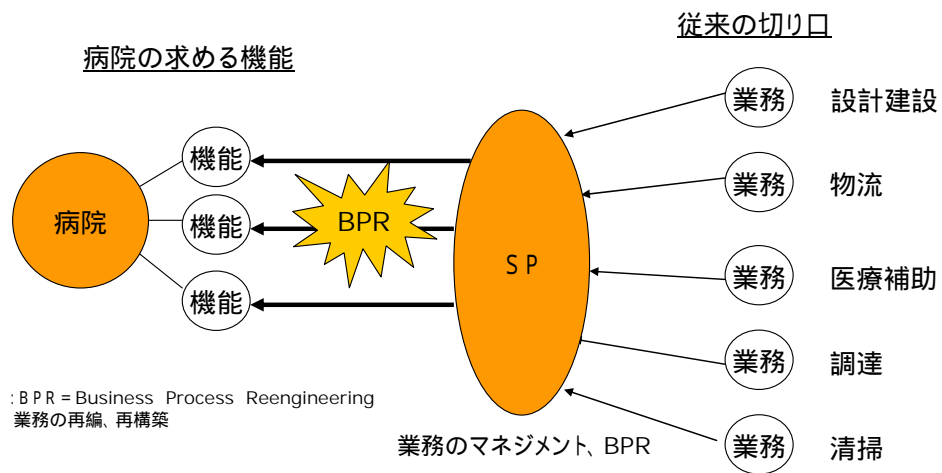 従来の切り口
病院の求める機能
業務 設計建設
機能
業務 物流
病院
機能
BPR
SP
業務 医療補助
機能
業務 調達
:BPR=Business Process Reengineering
業務の再編、再構築
業務のマネジメント、BPR
業務 清掃